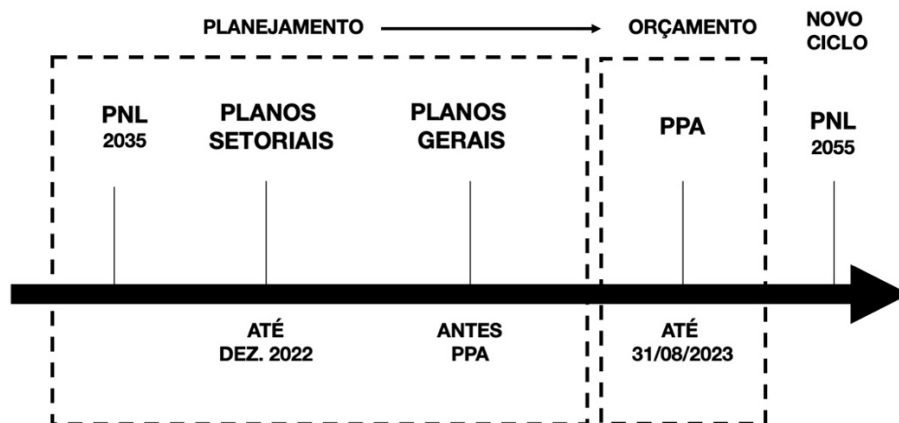 PLANEJAMENTO
ORÇAMENTO
NOVO
CICLO
PNL
2035
PLANOS
SETORIAIS
PLANOS
GERAIS
PPA
PNL
2055
ATÉ
DEZ. 2022
ANTES
PPA
ATÉ
31/08/2023